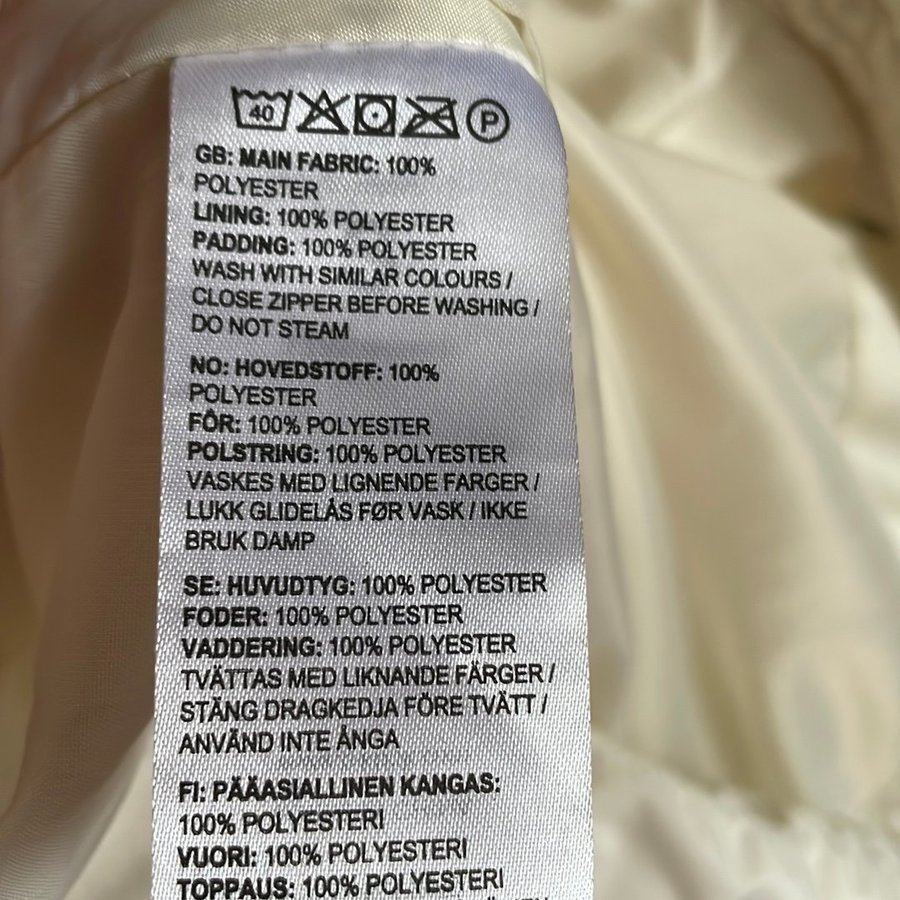 40 P
GB: MAIN FABRIC: 100%
POLYESTER
LINING: 100% POLYESTER
PADDING: 100% POLYESTER
WASH WITH SIMILAR COLOURS /
CLOSE ZIPPER BEFORE WASHING /
DO NOT STEAM
NO: HOVEDSTOFF: 100%
POLYESTER
FÔR: 100% POLYESTER
POLSTRING: 100% POLYESTER
VASKES MED LIGNENDE FARGER /
LUKK GLIDELÅS FØR VASK / IKKE
BRUK DAMP
SE: HUVUDTYG: 100% POLYESTER
FODER: 100% POLYESTER
VADDERING: 100% POLYESTER
TVÄTTAS MED LIKNANDE FÄRGER /
STÄNG DRAGKEDJA FÖRE TVÄTT /
ANVÄND INTE ÅNGA
FI: PÄÄASIALLINEN KANGAS:
100% POLYESTERI
VUORI: 100% POLYESTERI
TOPPAUS: 100% POLYESTERI